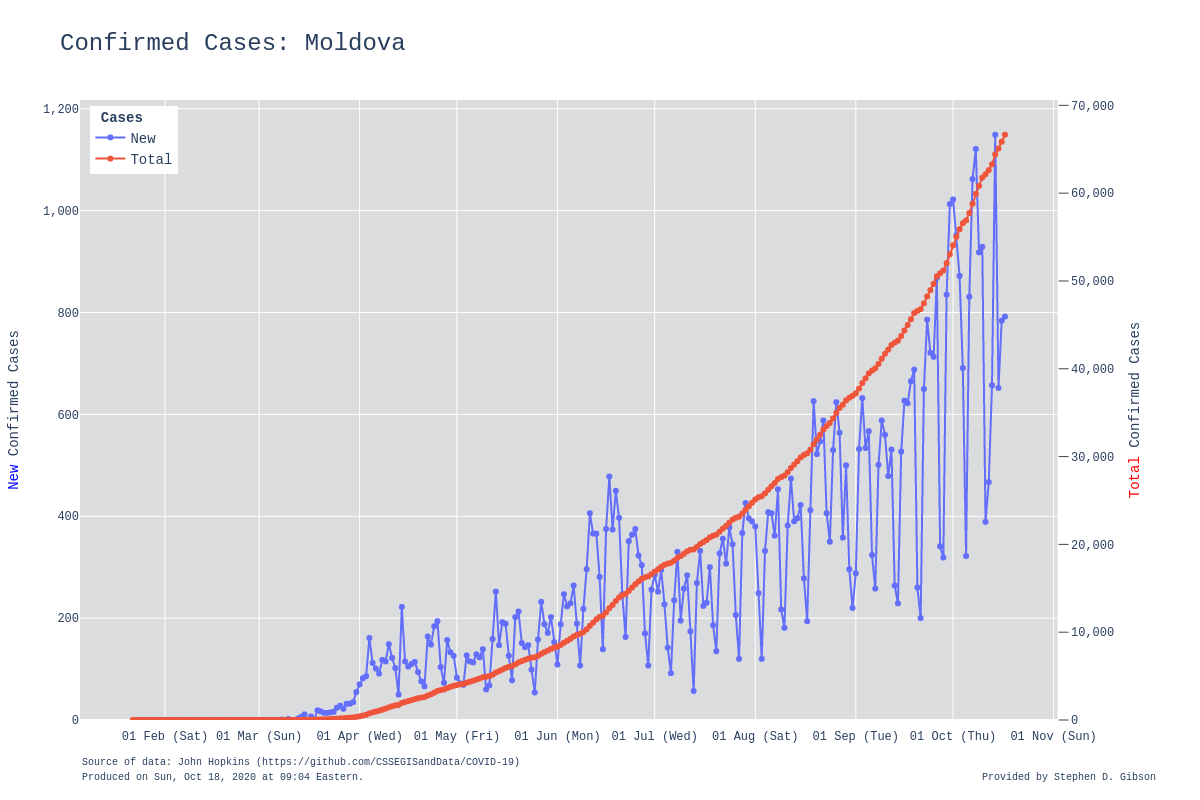 Confirmed Cases: Moldova
Cases
New
Total
1,200
1,000
800
600
400
200
0
70,000
60,000
50,000
40,000
30,000
20,000
10,000
0
New Confirmed Cases
Total Confirmed Cases
01 Feb (Sat) 01 Mar (Sun) 01 Apr (Wed) 01 May (Fri) 01 Jun (Mon) 01 Jul (Wed) 01 Aug (Sat) 01 Sep (Tue) 01 Oct (Thu) 01 Nov (Sun)
Source of data: John Hopkins (https://github.com/CSSEGISandData/COVID-19)
Produced on Sun, Oct 18, 2020 at 09:04 Eastern.
Provided by Stephen D. Gibson